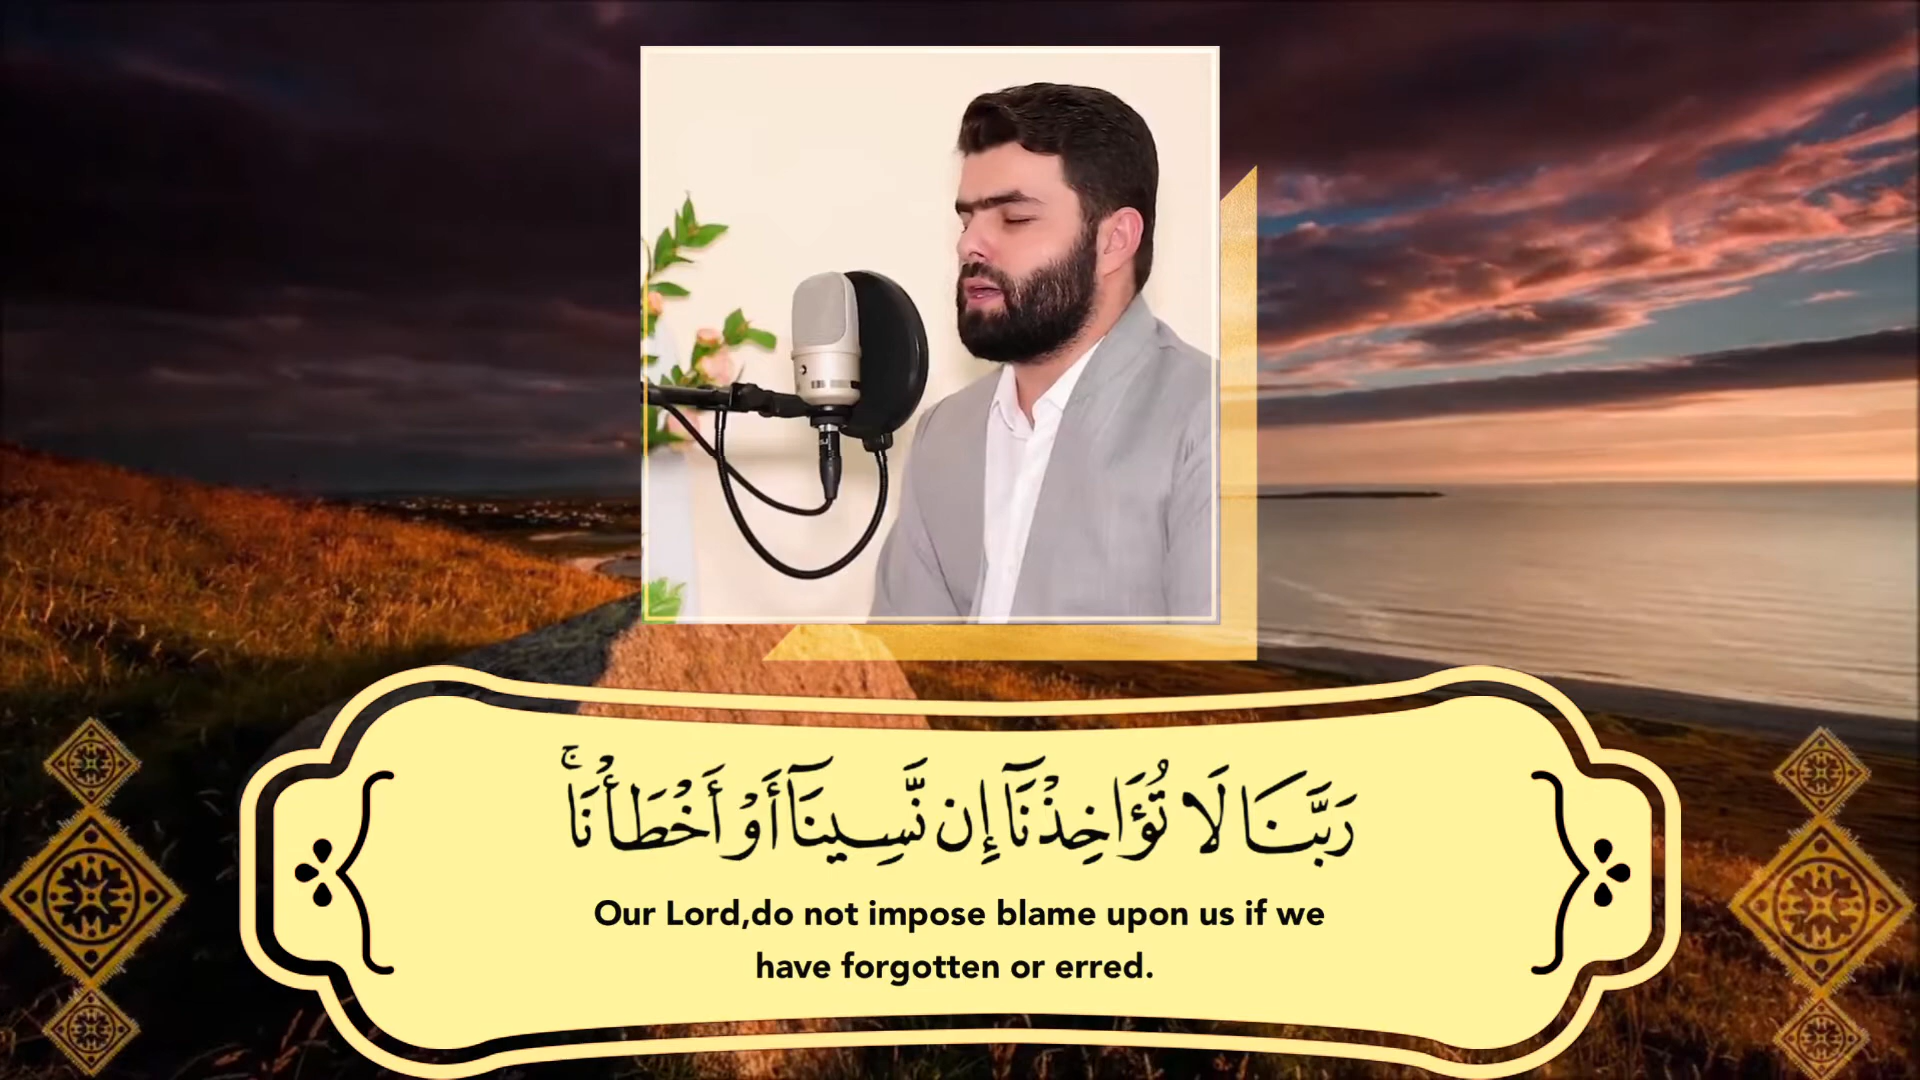 رَبَّنَا لَا تُؤَاخِذْنَآ إِن نَّسِينَآ أَوْ أَخْطَأْنَا ۚ
Our Lord,do not impose blame upon us if we
have forgotten or erred.